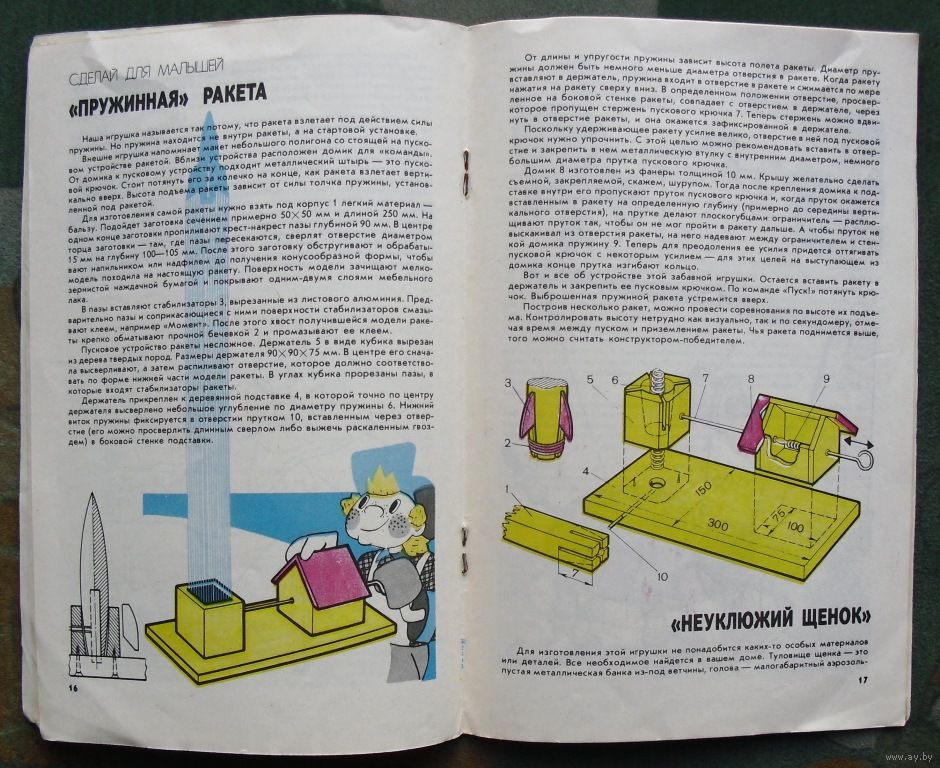 СДЕЛАЙ ДЛЯ МАЛЫШЕЙ
«ПРУЖИННАЯ» РАКЕТА
Наша игрушка называется так потому, что ракета взлетает под действием силы
пружины. Но пружина находится не внутри ракеты, а на стартовой установке.
Внешне игрушка напоминает макет небольшого полигона со стоящей на пуско-
вом устройстве ракетой. Вблизи устройства расположен домик для «команды».
От домика к пусковому устройству подходит металлический штырь — это пуско-
вой крючок. Стоит потянуть его за колечко на конце, как ракета взлетает верти-
кально вверх. Высота подъема ракеты зависит от силы толчка пружины, установ-
ленной под ракетой.
Для изготовления самой ракеты нужно взять под корпус 1 легкий материал —
бальзу. Подойдет заготовка сечением примерно 50×50 мм и длиной 250 мм. На
одном конце заготовки пропиливают крест-накрест пазы глубиной 90 мм. В центре
торца заготовки — там, где пазы пересекаются, сверлят отверстие диаметром
15 мм на глубину 100—105 мм. После этого заготовку обстругивают и обрабаты-
вают напильником или надфилем до получения конусообразной формы, чтобы
модель походила на настоящую ракету. Поверхность модели зачищают мелко-
зернистой наждачной бумагой и покрывают одним-двумя слоями мебельного
лака.
В пазы вставляют стабилизаторы 3, вырезанные из листового алюминия. Пред-
варительно пазы и соприкасающиеся с ними поверхности стабилизаторов смазы-
вают клеем, например «Момент». После этого хвост получившейся модели раке-
ты крепко обматывают прочной бечевкой 2 и промазывают ее клеем.
Пусковое устройство ракеты несложное. Держатель 5 в виде кубика вырезан
из дерева твердых пород. Размеры держателя 90×90×75 мм. В центре его снача-
ла высверливают, а затем распиливают отверстие, которое должно соответство-
вать по форме нижней части модели ракеты. В углах кубика прорезаны пазы, в
которые входят стабилизаторы ракеты.
Держатель прикреплен к деревянной подставке 4, в которой точно по центру
держателя высверлено небольшое углубление по диаметру пружины 6. Нижний
виток пружины фиксируется в отверстии прутком 10, вставленным через отвер-
стие (его можно просверлить длинным сверлом либо выжечь раскаленным гвоз-
дем) в боковой стенке подставки.
16
От длины и упругости пружины зависит высота полета ракеты. Диаметр пру-
жины должен быть немного меньше диаметра отверстия в ракете. Когда ракету
вставляют в держатель, пружина входит в отверстие в ракете и сжимается по мере
нажатия на ракету сверху вниз. В определенном положении отверстие, просвер-
ленное на боковой стенке ракеты, совпадает с отверстием в держателе, через
которое пропущен стержень пускового крючка 7. Теперь стержень можно вдви-
нуть в отверстие ракеты, и она окажется зафиксированной в держателе.
Поскольку удерживающее ракету усилие велико, отверстие в ней под пусковой
крючок нужно упрочить. С этой целью можно рекомендовать вставить в отвер-
стие и закрепить в нем металлическую втулку с внутренним диаметром, немного
большим диаметра прутка пускового крючка.
Домик 8 изготовлен из фанеры толщиной 10 мм. Крышу желательно сделать
съемной, закрепляемой, скажем, шурупом. Тогда после крепления домика к под-
ставке внутри его пропускают пруток пускового крючка и, когда пруток окажется
вставленным в ракету на определенную глубину (примерно до середины верти-
кального отверстия), на прутке делают плоскогубцами ограничитель — расплю-
щивают пруток так, чтобы он не мог пройти в ракету дальше. А чтобы пруток не
выскакивал из отверстия ракеты, на него надевают между ограничителем и стен-
кой домика пружину 9. Теперь для преодоления ее усилия придется оттягивать
пусковой крючок с некоторым усилием — для этих целей на выступающем из
домика конце прутка изгибают кольцо.
Вот и все об устройстве этой забавной игрушки. Остается вставить ракету в
держатель и закрепить ее пусковым крючком. По команде «Пуск!» потянуть крю-
чок. Выброшенная пружиной ракета устремится вверх.
Построив несколько ракет, можно провести соревнования по высоте их подъе-
ма. Контролировать высоту нетрудно как визуально, так и по секундомеру, отме-
чая время между пуском и приземлением ракеты. Чья ракета поднимется выше,
того можно считать конструктором-победителем.
3
5
6
7
8
9
2
4
1
150
300
75
100
7
10
«НЕУКЛЮЖИЙ ЩЕНОК»
Для изготовления этой игрушки не понадобится каких-то особых материалов
или деталей. Все необходимое найдется в вашем доме. Туловище щенка — это
пустая металлическая банка из-под ветчины, голова — малогабаритный аэрозоль-
17
www.ay.by